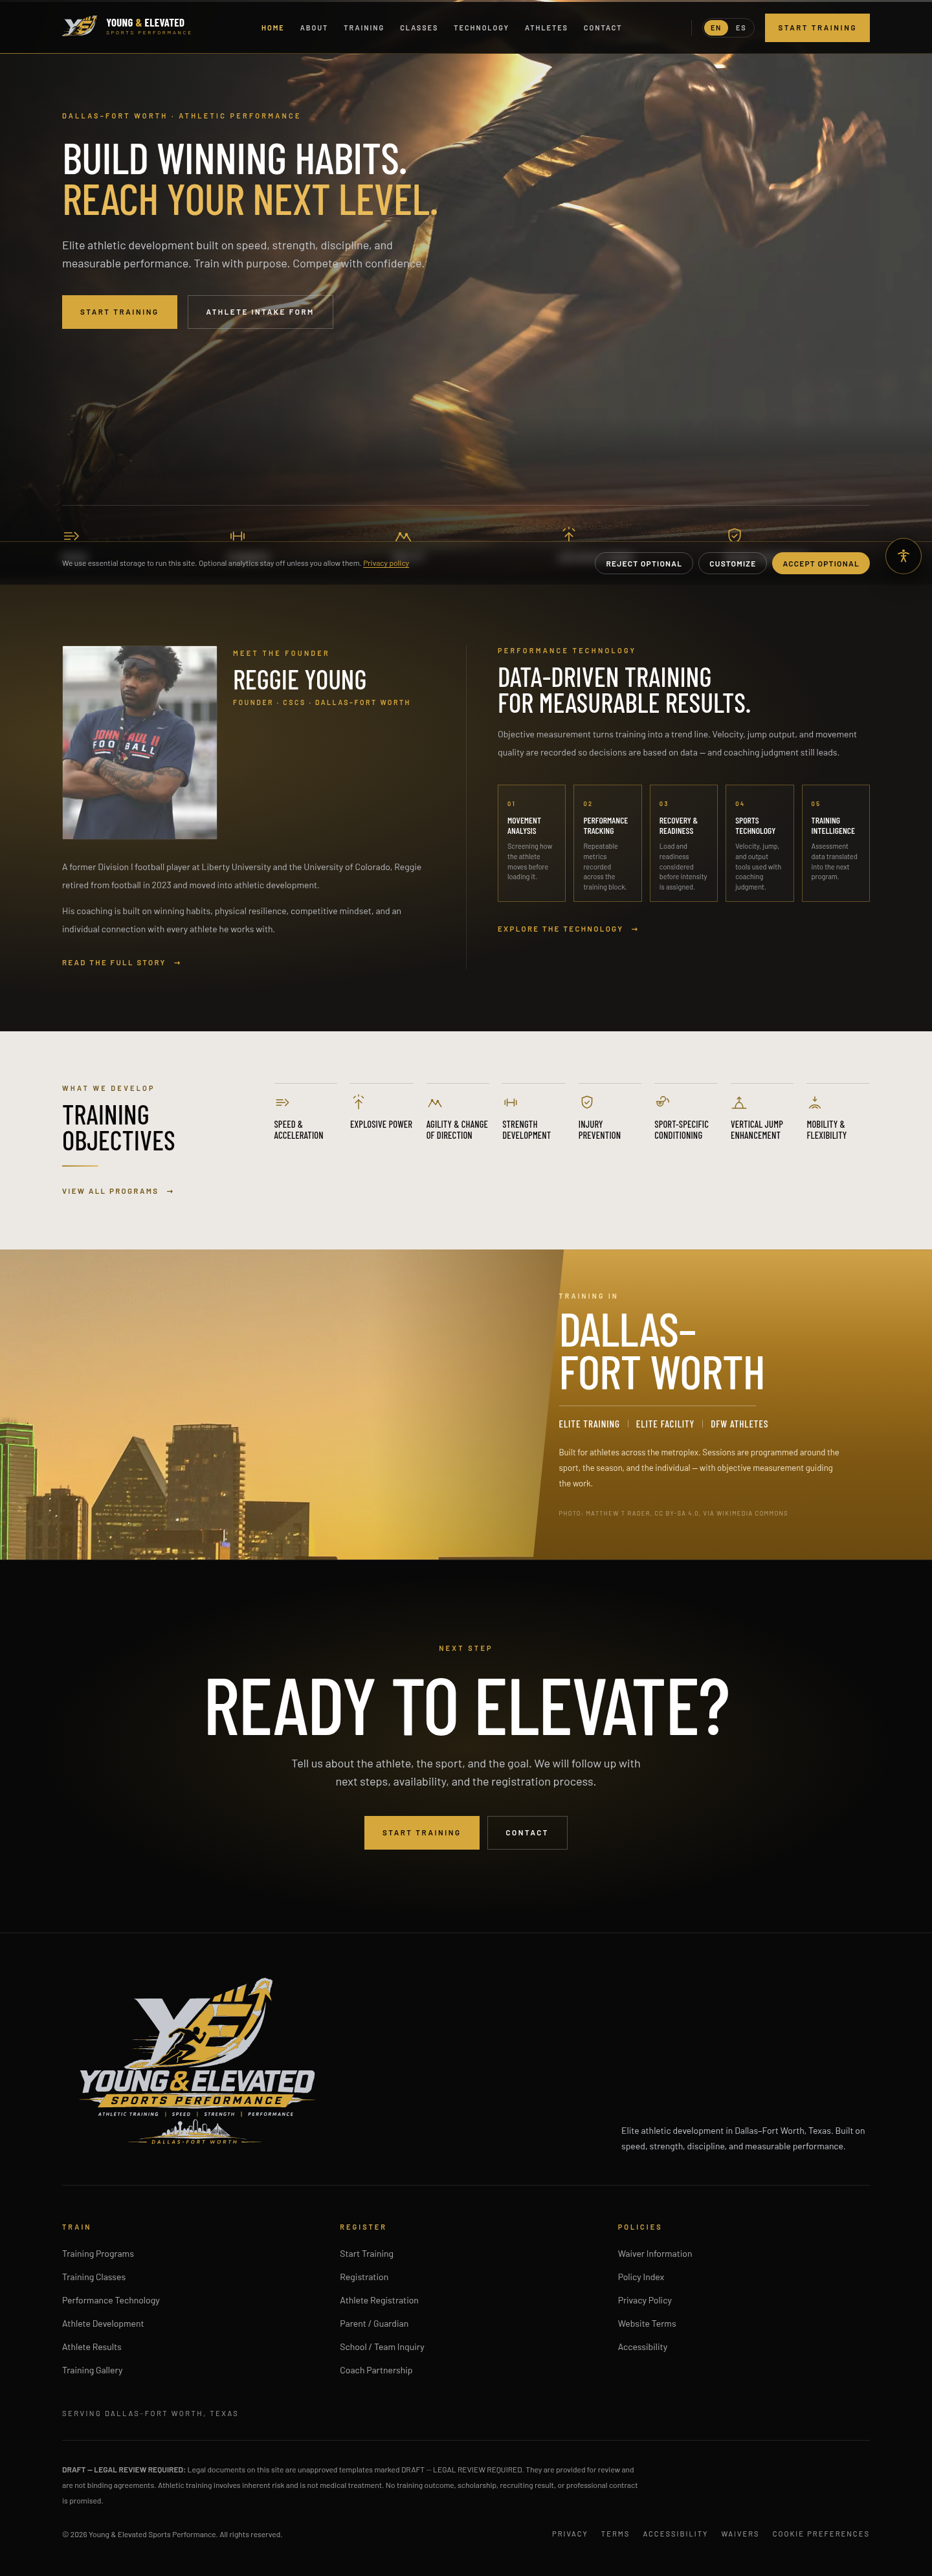 YOUNG & ELEVATED
SPORTS PERFORMANCE
HOME ABOUT TRAINING CLASSES TECHNOLOGY ATHLETES CONTACT
EN ES
START TRAINING
DALLAS–FORT WORTH · ATHLETIC PERFORMANCE
BUILD WINNING HABITS.
REACH YOUR NEXT LEVEL.
Elite athletic development built on speed, strength, discipline, and
measurable performance. Train with purpose. Compete with confidence.
START TRAINING
ATHLETE INTAKE FORM
We use essential storage to run this site. Optional analytics stay off unless you allow them. Privacy policy
REJECT OPTIONAL
CUSTOMIZE
ACCEPT OPTIONAL
MEET THE FOUNDER
REGGIE YOUNG
FOUNDER · CSCS · DALLAS–FORT WORTH
JOHN PAUL II
FOOTBALL
A former Division I football player at Liberty University and the University of Colorado, Reggie
retired from football in 2023 and moved into athletic development.
His coaching is built on winning habits, physical resilience, competitive mindset, and an
individual connection with every athlete he works with.
READ THE FULL STORY →
PERFORMANCE TECHNOLOGY
DATA-DRIVEN TRAINING
FOR MEASURABLE RESULTS.
Objective measurement turns training into a trend line. Velocity, jump output, and movement
quality are recorded so decisions are based on data — and coaching judgment still leads.
01
MOVEMENT
ANALYSIS
Screening how
the athlete
moves before
loading it.
02
PERFORMANCE
TRACKING
Repeatable
metrics
recorded
across the
training block.
03
RECOVERY &
READINESS
Load and
readiness
considered
before intensity
is assigned.
04
SPORTS
TECHNOLOGY
Velocity, jump,
and output
tools used with
coaching
judgment.
05
TRAINING
INTELLIGENCE
Assessment
data translated
into the next
program.
EXPLORE THE TECHNOLOGY →
WHAT WE DEVELOP
TRAINING
OBJECTIVES
VIEW ALL PROGRAMS →
SPEED &
ACCELERATION
EXPLOSIVE POWER
AGILITY & CHANGE
OF DIRECTION
STRENGTH
DEVELOPMENT
INJURY
PREVENTION
SPORT-SPECIFIC
CONDITIONING
VERTICAL JUMP
ENHANCEMENT
MOBILITY &
FLEXIBILITY
TRAINING IN
DALLAS–
FORT WORTH
ELITE TRAINING | ELITE FACILITY | DFW ATHLETES
Built for athletes across the metroplex. Sessions are programmed around the
sport, the season, and the individual — with objective measurement guiding
the work.
PHOTO: MATTHEW T RADER, CC BY-SA 4.0, VIA WIKIMEDIA COMMONS
NEXT STEP
READY TO ELEVATE?
Tell us about the athlete, the sport, and the goal. We will follow up with
next steps, availability, and the registration process.
START TRAINING
CONTACT
YE
YOUNG & ELEVATED
SPORTS PERFORMANCE
ATHLETIC TRAINING | SPEED | STRENGTH | PERFORMANCE
DALLAS-FORT WORTH
Elite athletic development in Dallas–Fort Worth, Texas. Built on
speed, strength, discipline, and measurable performance.
TRAIN
Training Programs
Training Classes
Performance Technology
Athlete Development
Athlete Results
Training Gallery
REGISTER
Start Training
Registration
Athlete Registration
Parent / Guardian
School / Team Inquiry
Coach Partnership
POLICIES
Waiver Information
Policy Index
Privacy Policy
Website Terms
Accessibility
SERVING DALLAS–FORT WORTH, TEXAS
DRAFT — LEGAL REVIEW REQUIRED: Legal documents on this site are unapproved templates marked DRAFT — LEGAL REVIEW REQUIRED. They are provided for review and
are not binding agreements. Athletic training involves inherent risk and is not medical treatment. No training outcome, scholarship, recruiting result, or professional contract
is promised.
© 2026 Young & Elevated Sports Performance. All rights reserved.
PRIVACY TERMS ACCESSIBILITY WAIVERS COOKIE PREFERENCES